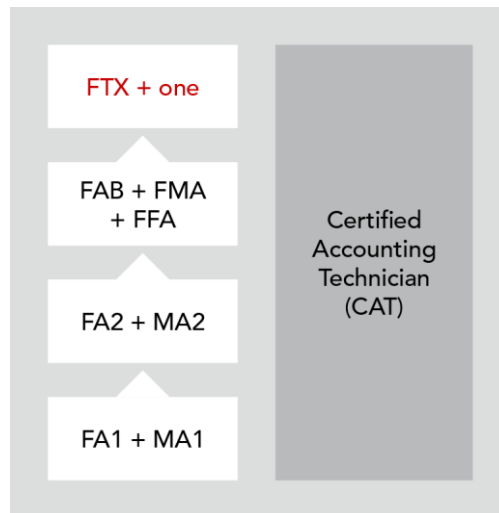 FTX + one
FAB + FMA
+ FFA
FA2 + MA2
FA1 + MA1
Certified
Accounting
Technician
(CAT)